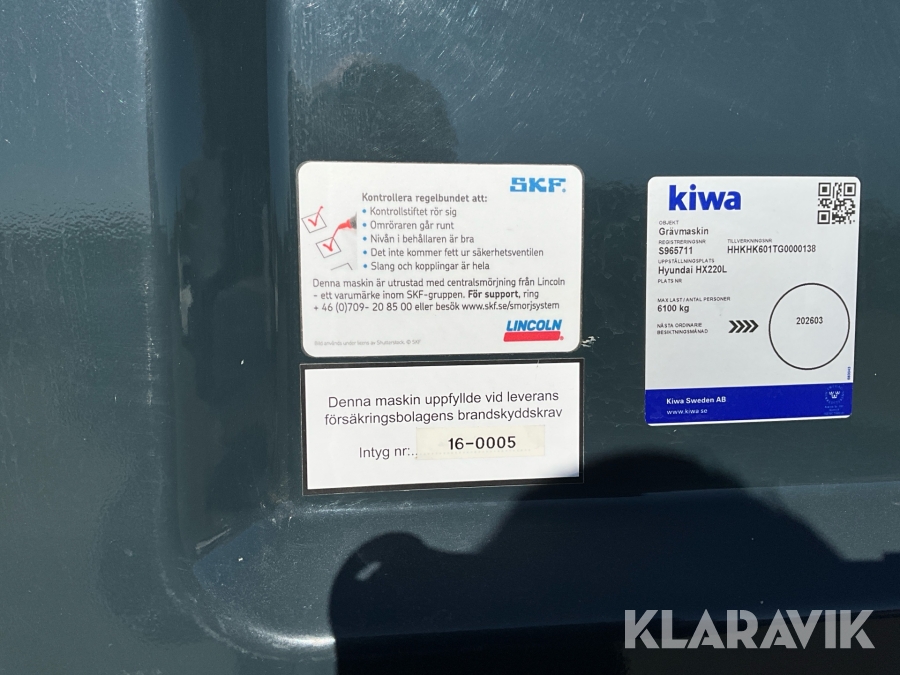 SKF.
Kontrollera regelbundet att:
• Kontrollstiftet rör sig
• Omröraren går runt
• Nivån i behållaren är bra
• Det inte kommer fett ur säkerhetsventilen
• Slang och kopplingar är hela
Denna maskin är utrustad med centralsmörjning från Lincoln
– ett varumärke inom SKF-gruppen. För support, ring
+ 46 (0)709- 20 85 00 eller besök www.skf.se/smorjsystem
LINCOLN
Denna maskin uppfyllde vid leverans
försäkringsbolagens brandskyddskrav
Intyg nr:.. 16-0005
kiwa
OBJEKT
Grävmaskin
REGISTRERINGSNR TILLVERKNINGSNR
S965711 HHKHK601TG0000138
UPPSTÄLLNINGSPLATS
Hyundai HX220L
PLATS NR
MAX LAST/ANTAL PERSONER
6100 kg
NÄSTA ORDINARIE
BESIKTNINGSMÅNAD
202603
Kiwa Sweden AB
www.kiwa.se
KLARAVIK